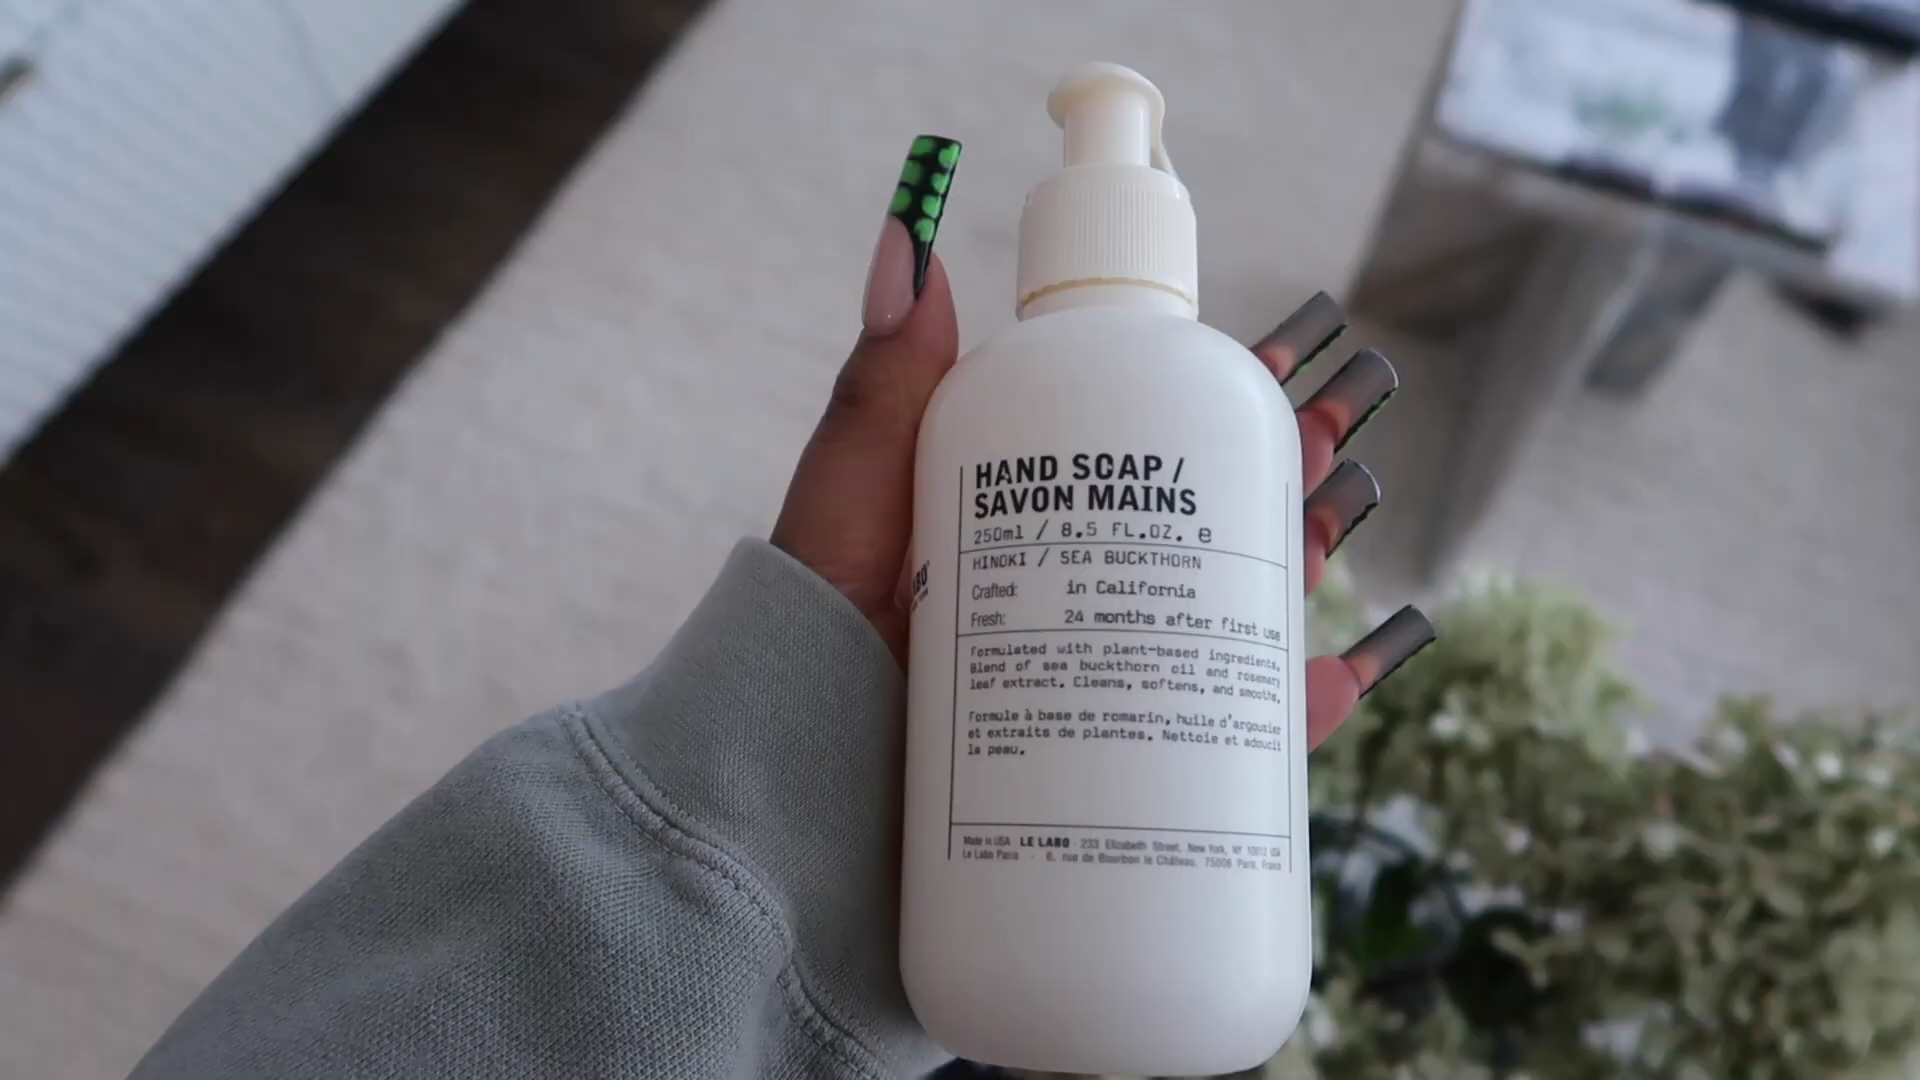 HAND SOAP /
SAVON MAINS
250ml / 8.5 FL.OZ. e
HINOKI / SEA BUCKTHORN
Crafted: in California
Fresh: 24 months after first use
Formulated with plant-based ingredients,
Blend of sea buckthorn oil and rosemary
leaf extract. Cleans, softens, and smooths.
Formule à base de romarin, huile d'argousier
et extraits de plantes. Nettoie et adoucit
la peau.
Made in USA LE LABO · 233 Elizabeth Street, New York, NY 10012 USA
Le Labo Paris · 6, rue de Bourbon le Château, 75006 Paris, France